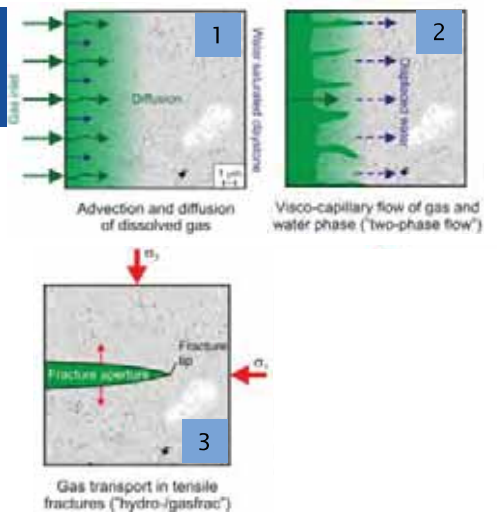 1
Gas inlet
Diffusion
Water saturated claystone
1 µm
Advection and diffusion
of dissolved gas
2
Displaced water
Visco-capillary flow of gas and
water phase ("two-phase flow")
Fracture
tip
Fracture aperture
3
Gas transport in tensile
fractures ("hydro-/gasfrac")